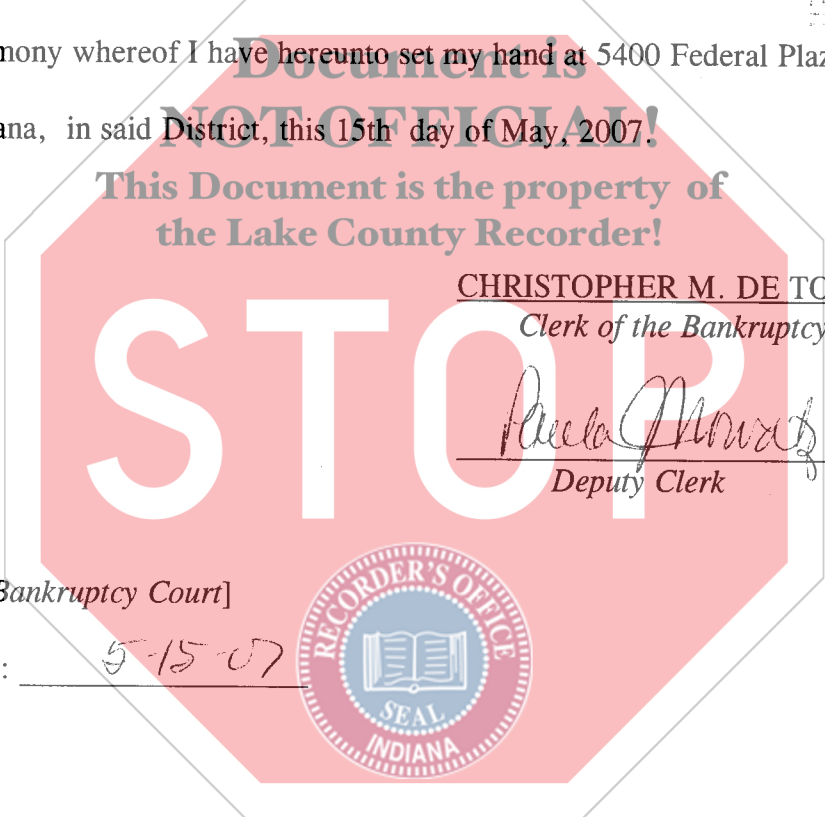 mony whereof I have hereunto set my hand at 5400 Federal Plaz
Document is
ana, in said District, this 15th day of May, 2007.
NOT OFFICIAL!
This Document is the property of
the Lake County Recorder!
CHRISTOPHER M. DE TO
Clerk of the Bankruptcy
STOP
Paula
Deputy Clerk
Bankruptcy Court]
: 5-15-07
RECORDER'S OFFICE
SEAL
INDIANA